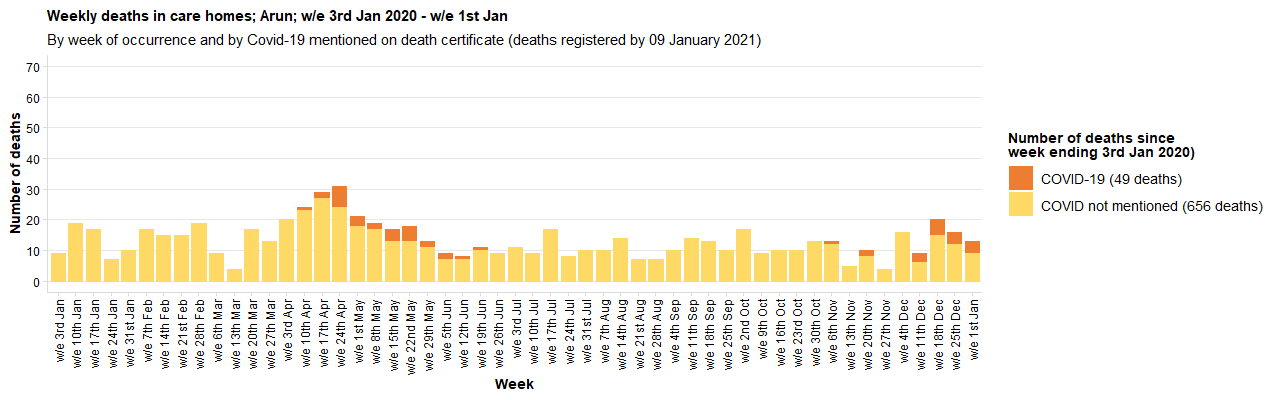 Weekly deaths in care homes; Arun; w/e 3rd Jan 2020 - w/e 1st Jan
By week of occurrence and by Covid-19 mentioned on death certificate (deaths registered by 09 January 2021)
Number of deaths
70
60
50
40
30
20
10
0
w/e 3rd Jan
w/e 10th Jan
w/e 17th Jan
w/e 24th Jan
w/e 31st Jan
w/e 7th Feb
w/e 14th Feb
w/e 21st Feb
w/e 28th Feb
w/e 6th Mar
w/e 13th Mar
w/e 20th Mar
w/e 27th Mar
w/e 3rd Apr
w/e 10th Apr
w/e 17th Apr
w/e 24th Apr
w/e 1st May
w/e 8th May
w/e 15th May
w/e 22nd May
w/e 29th May
w/e 5th Jun
w/e 12th Jun
w/e 19th Jun
w/e 26th Jun
w/e 3rd Jul
w/e 10th Jul
w/e 17th Jul
w/e 24th Jul
w/e 31st Jul
w/e 7th Aug
w/e 14th Aug
w/e 21st Aug
w/e 28th Aug
w/e 4th Sep
w/e 11th Sep
w/e 18th Sep
w/e 25th Sep
w/e 2nd Oct
w/e 9th Oct
w/e 16th Oct
w/e 23rd Oct
w/e 30th Oct
w/e 6th Nov
w/e 13th Nov
w/e 20th Nov
w/e 27th Nov
w/e 4th Dec
w/e 11th Dec
w/e 18th Dec
w/e 25th Dec
w/e 1st Jan
Week
Number of deaths since
week ending 3rd Jan 2020)
COVID-19 (49 deaths)
COVID not mentioned (656 deaths)